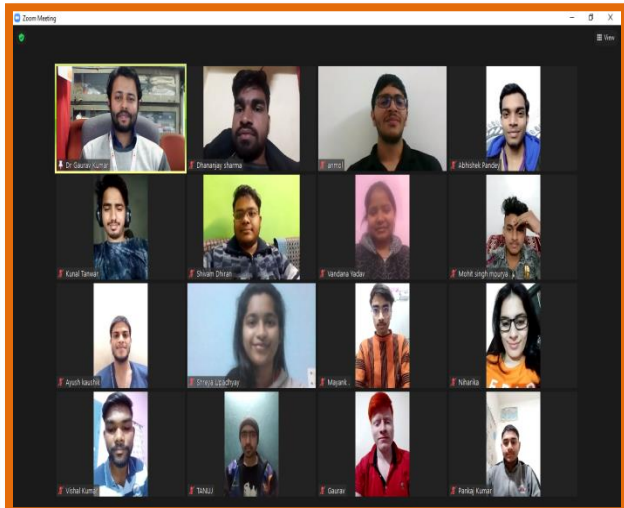 Zoom Meeting
View
Dr Gaurav Kumar
Dhananjay sharma
anmol
Abhishek Pandey
Kunal Tanwar
Shivam Dhiran
Vandana Yadav
Mohit singh mourya
Ayush kaushik
Shreya Upadhyay
Mayank .
Niharika
Vishal Kumar
TANUJ
Gaurav
Pankaj Kumar